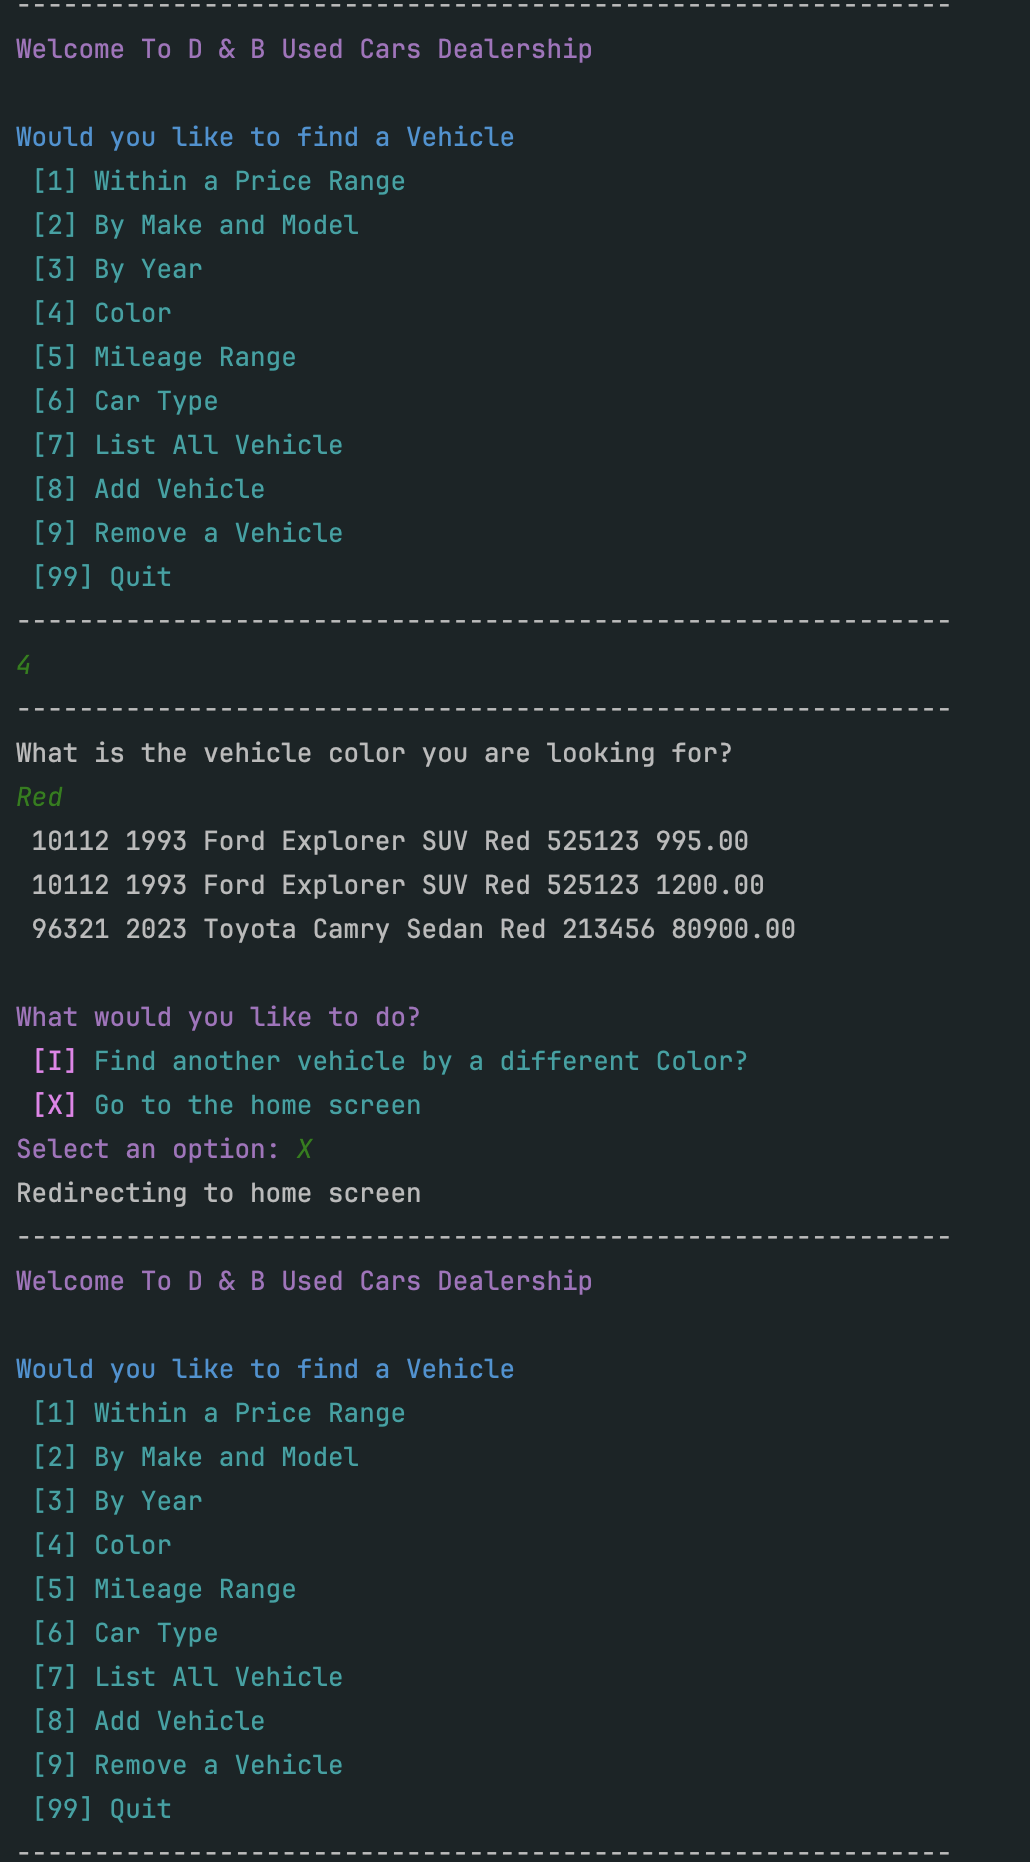 ------------------------------------------------------------
Welcome To D & B Used Cars Dealership
Would you like to find a Vehicle
[1] Within a Price Range
[2] By Make and Model
[3] By Year
[4] Color
[5] Mileage Range
[6] Car Type
[7] List All Vehicle
[8] Add Vehicle
[9] Remove a Vehicle
[99] Quit
------------------------------------------------------------
4
------------------------------------------------------------
What is the vehicle color you are looking for?
Red
10112 1993 Ford Explorer SUV Red 525123 995.00
10112 1993 Ford Explorer SUV Red 525123 1200.00
96321 2023 Toyota Camry Sedan Red 213456 80900.00
What would you like to do?
[I] Find another vehicle by a different Color?
[X] Go to the home screen
Select an option: X
Redirecting to home screen
------------------------------------------------------------
Welcome To D & B Used Cars Dealership
Would you like to find a Vehicle
[1] Within a Price Range
[2] By Make and Model
[3] By Year
[4] Color
[5] Mileage Range
[6] Car Type
[7] List All Vehicle
[8] Add Vehicle
[9] Remove a Vehicle
[99] Quit
------------------------------------------------------------